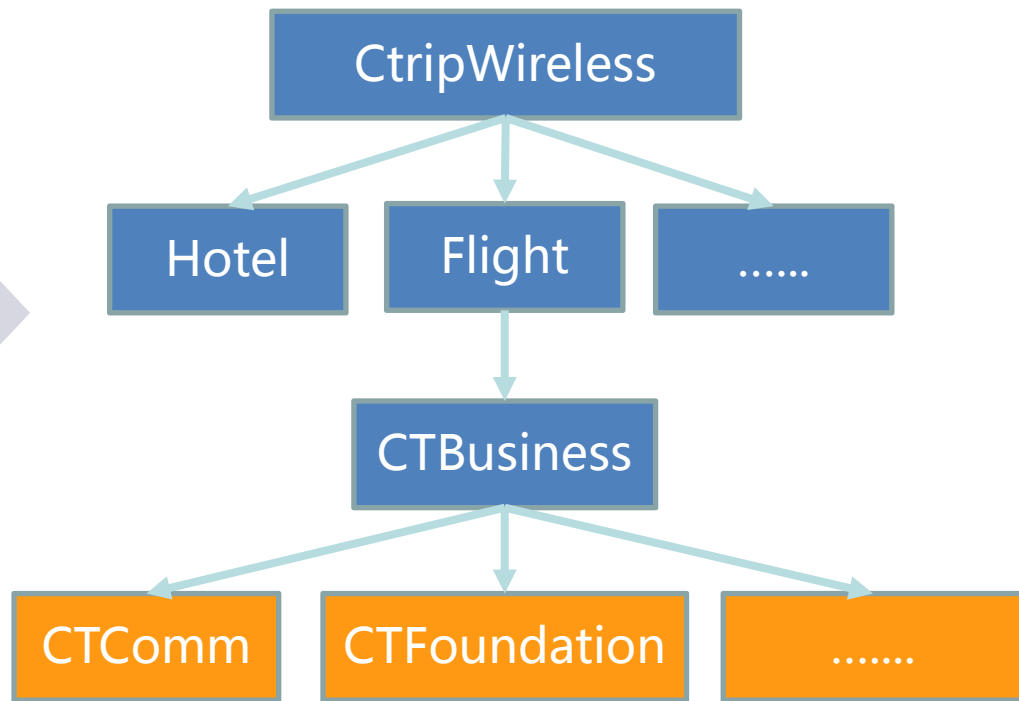 CtripWireless
Hotel
Flight
......
CTBusiness
CTComm
CTFoundation
.......